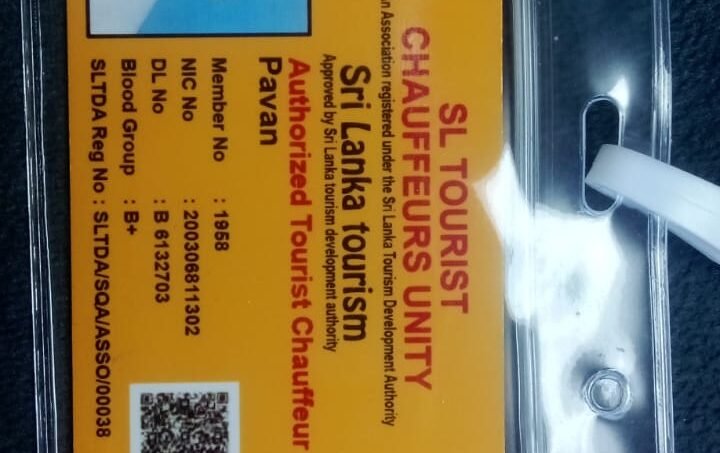 SL TOURIST
CHAUFFEURS UNITY
Association registered under the Sri Lanka Tourism Development Authority
Sri Lanka tourism
Approved by Sri Lanka tourism development authority
Authorized Tourist Chauffeur
Pavan
Member No : 1958
NIC No : 200306811302
DL No : B 6132703
Blood Group : B+
SLTDA Reg No : SLTDA/SQA/ASSO/00038